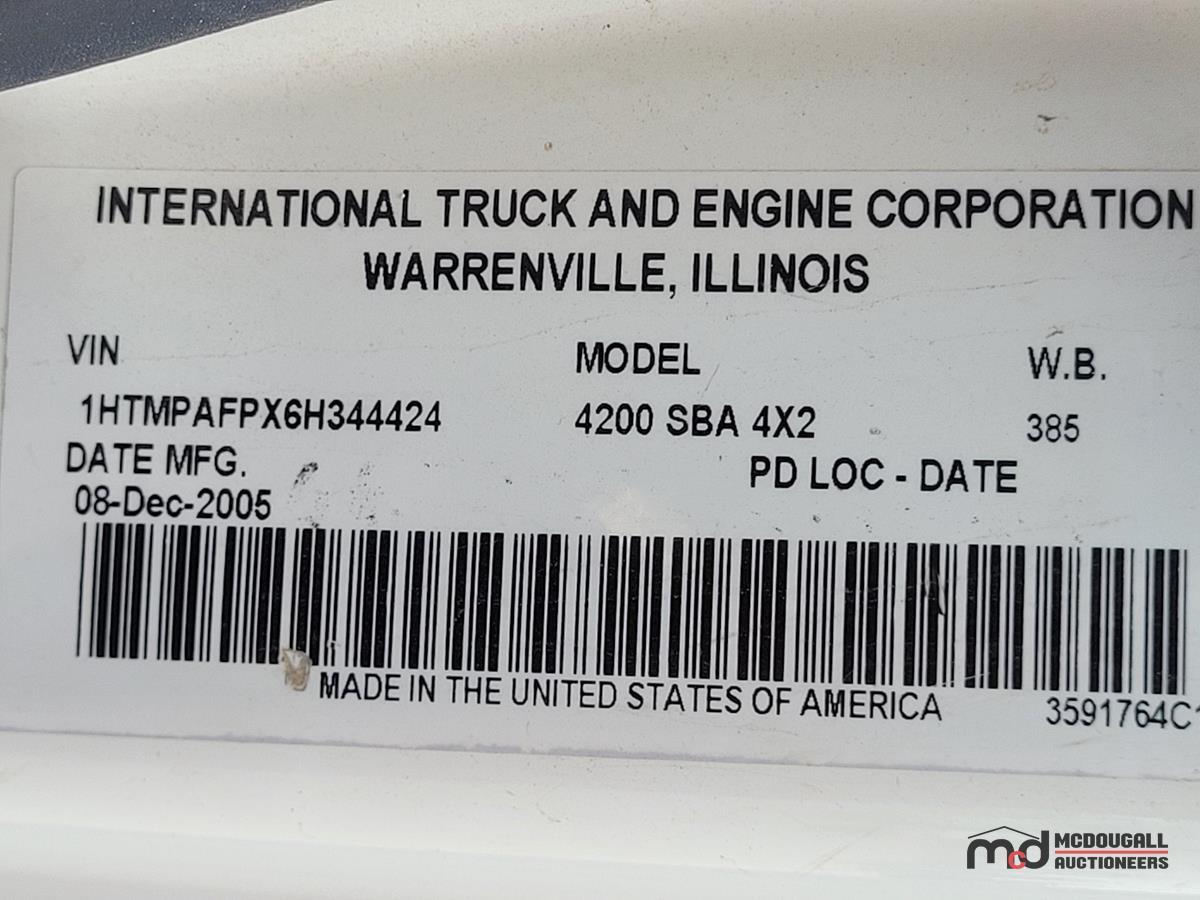 INTERNATIONAL TRUCK AND ENGINE CORPORATION
WARRENVILLE, ILLINOIS
VIN MODEL W.B.
1HTMPAFPX6H344424 4200 SBA 4X2 385
DATE MFG. PD LOC - DATE
08-Dec-2005
MADE IN THE UNITED STATES OF AMERICA 3591764C1
mcd MCDOUGALL
AUCTIONEERS